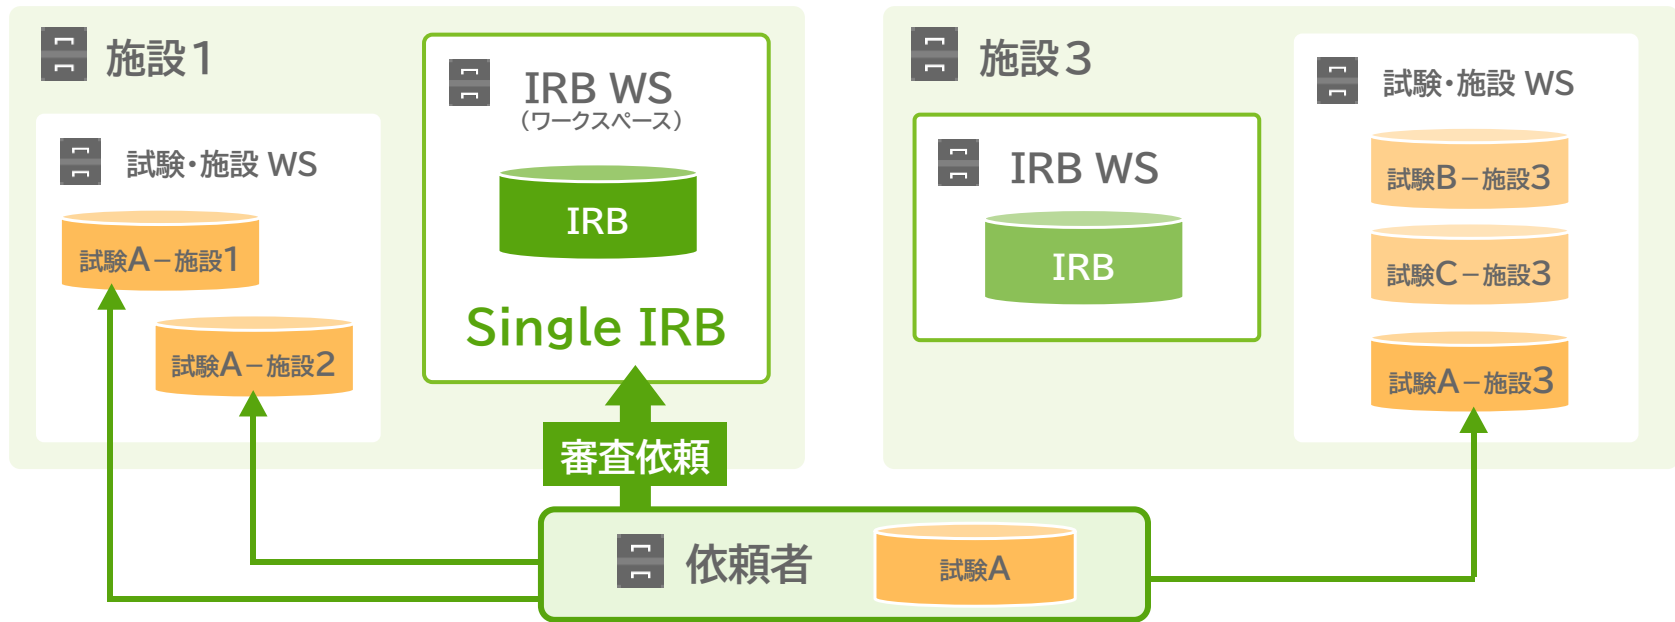 施設1
IRB WS
（ワークスペース）
IRB
Single IRB
試験・施設 WS
試験A－施設1
試験A－施設2
施設3
IRB WS
IRB
試験・施設 WS
試験B－施設3
試験C－施設3
試験A－施設3
審査依頼
依頼者
試験A